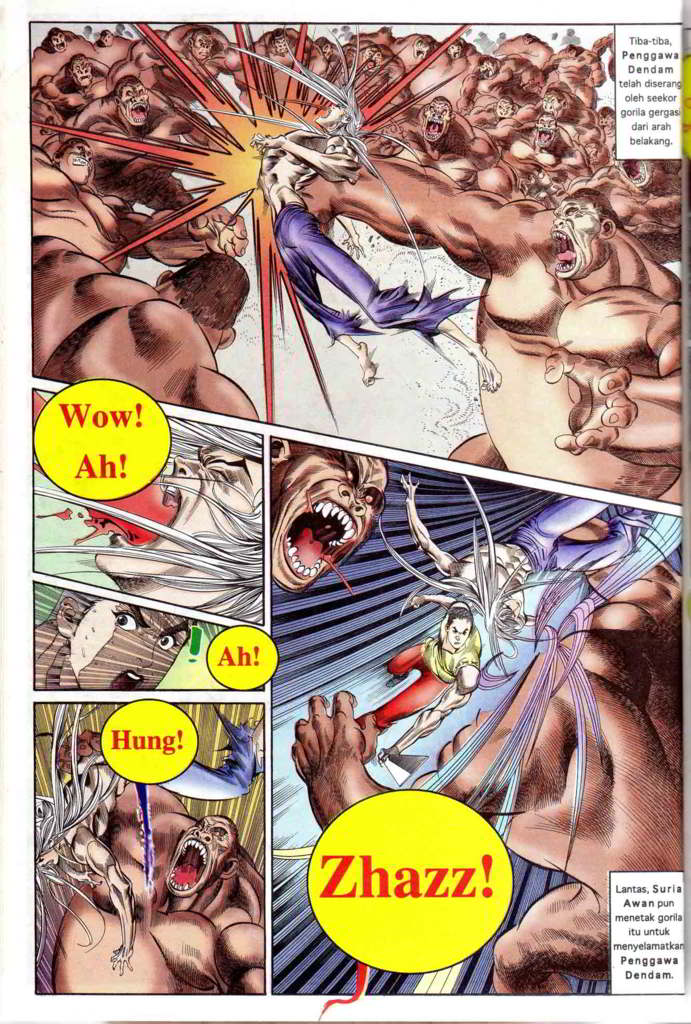 Tiba-tiba,
Penggawa
Dendam
telah diserang
oleh seekor
gorila gergasi
dari arah
belakang.
Wow!
Ah!
!
Ah!
Hung!
Zhazz!
Lantas, Suria
Awan pun
menetak gorila
itu untuk
menyelamatkan
Penggawa
Dendam.